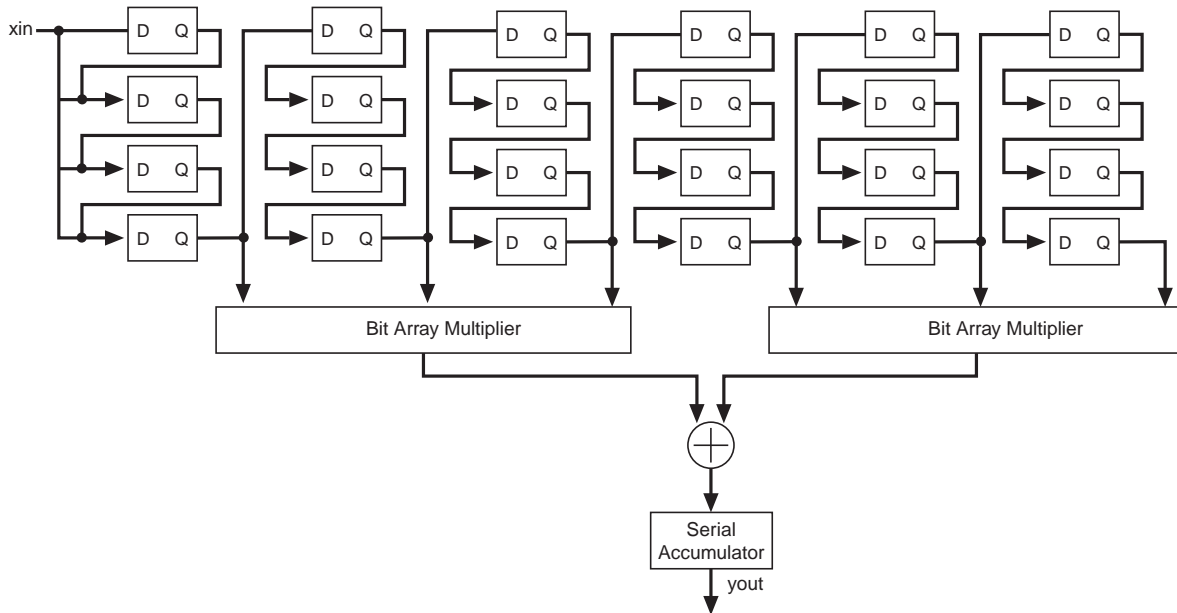 xin
D Q D Q D Q D Q D Q D Q
D Q D Q D Q D Q D Q D Q
D Q D Q D Q D Q D Q D Q
D Q D Q D Q D Q D Q D Q
Bit Array Multiplier
Bit Array Multiplier
Serial
Accumulator
yout